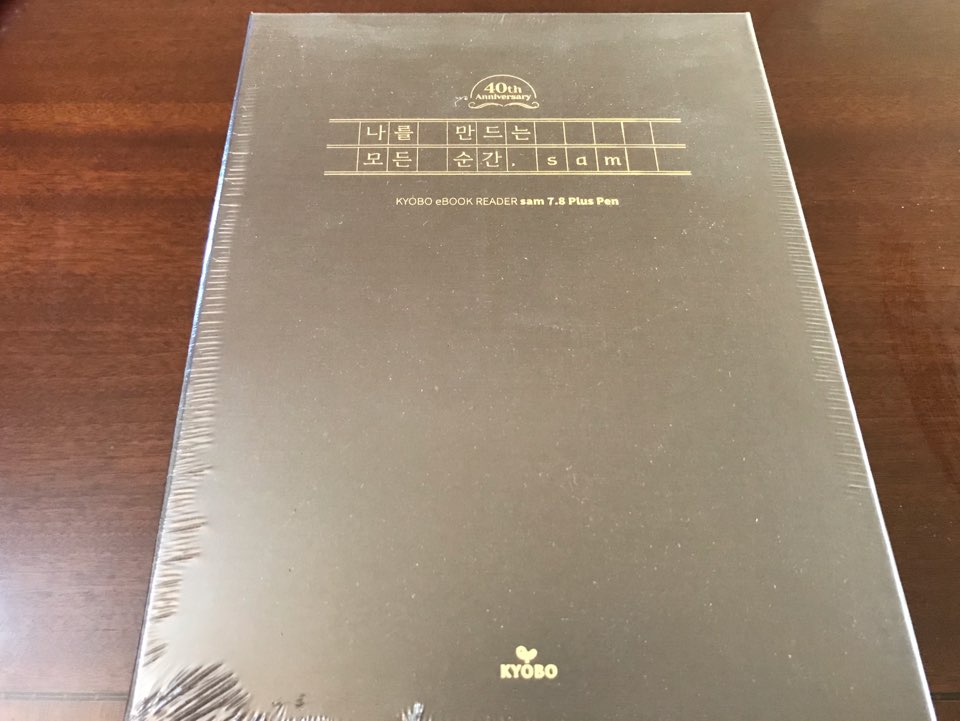 40th
Anniversary
나를 만드는
모든 순간, sam
KYOBO eBOOK READER sam 7.8 Plus Pen
KYOBO